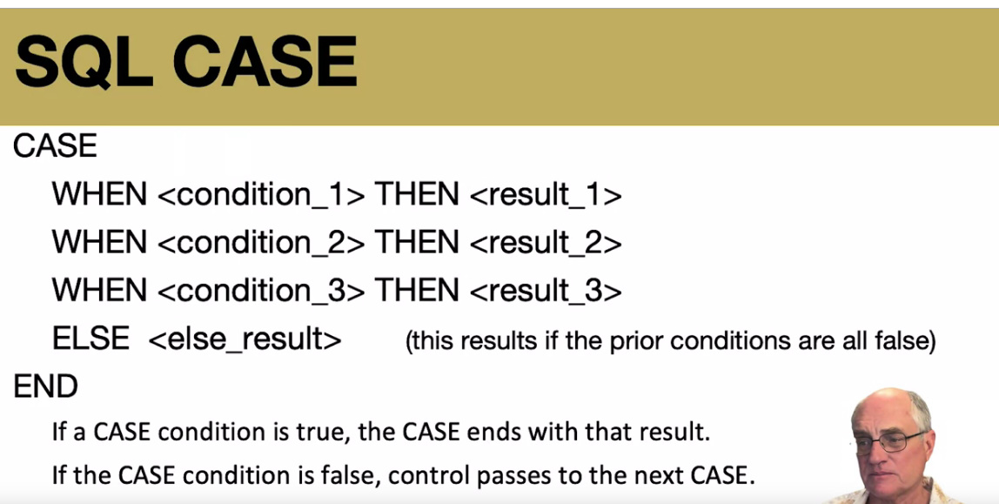 SQL CASE
CASE
WHEN <condition_1> THEN <result_1>
WHEN <condition_2> THEN <result_2>
WHEN <condition_3> THEN <result_3>
ELSE <else_result> (this results if the prior conditions are all false)
END
If a CASE condition is true, the CASE ends with that result.
If the CASE condition is false, control passes to the next CASE.